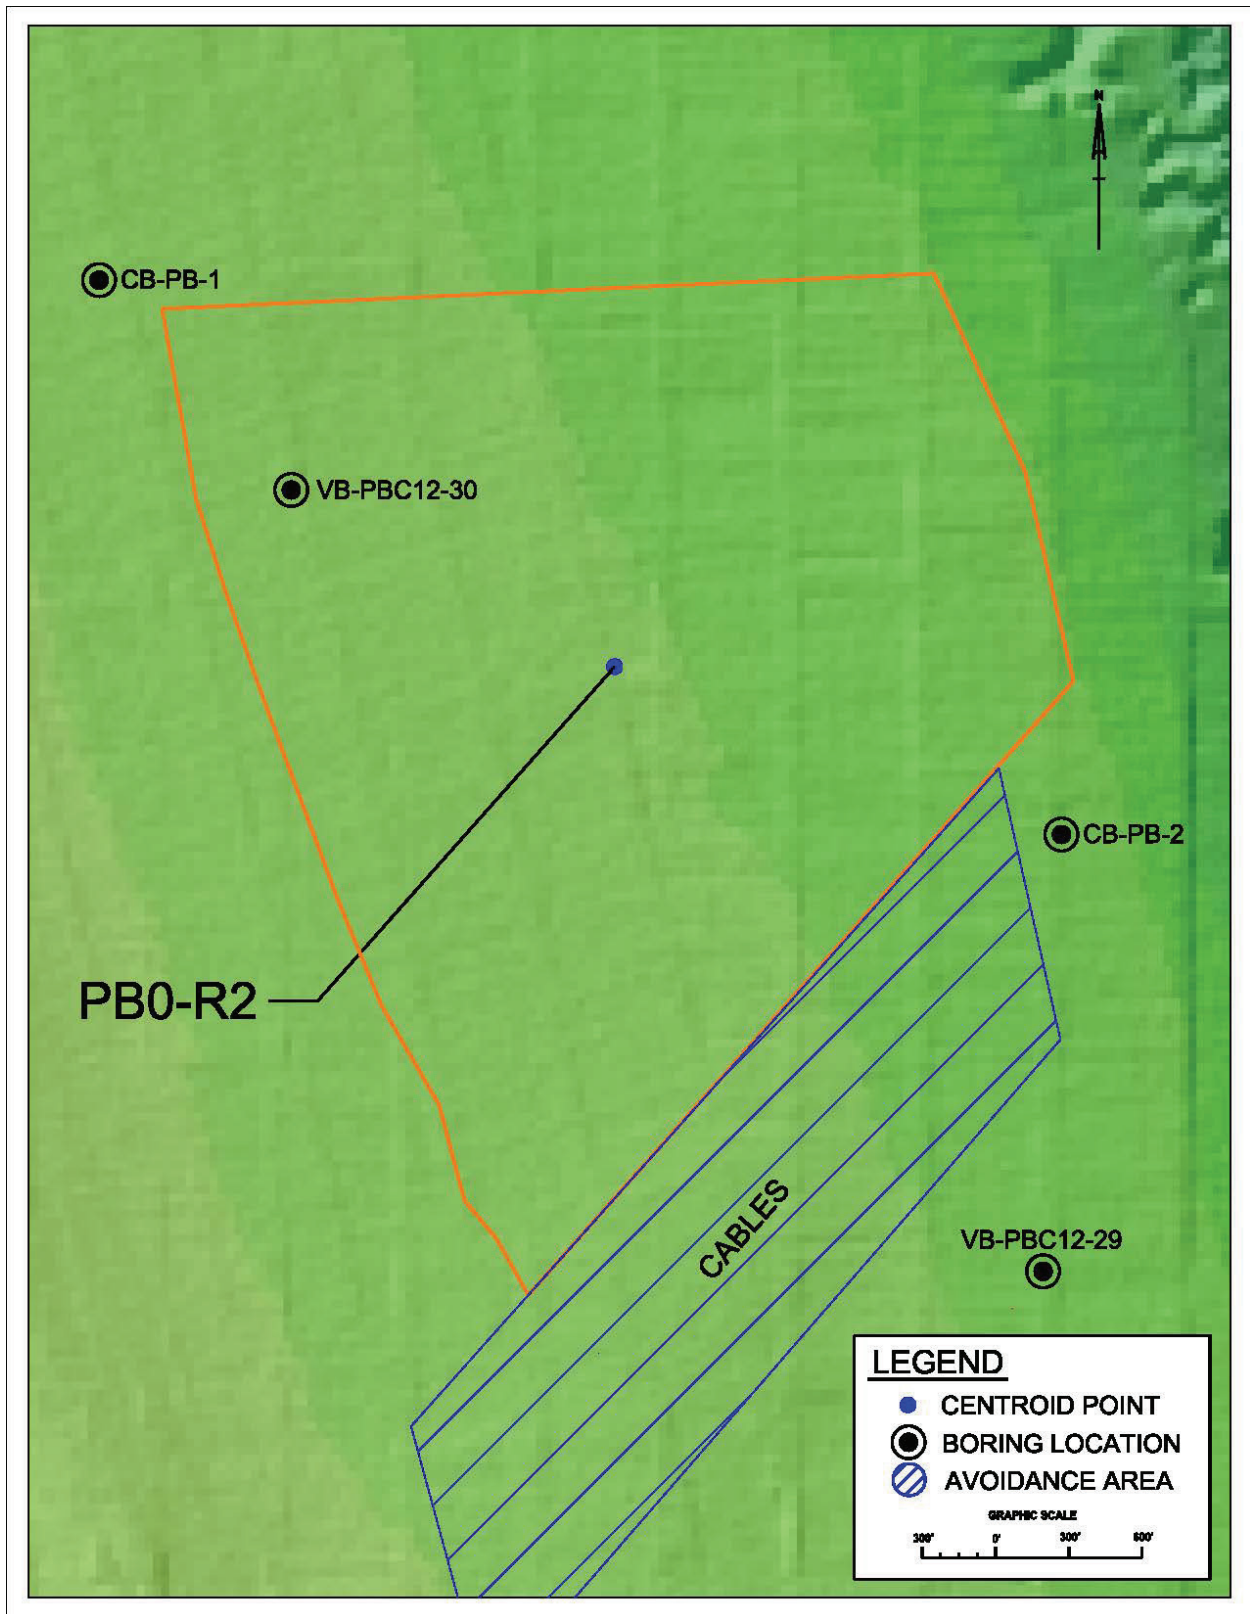 N
CB-PB-1
VB-PBC12-30
CB-PB-2
PB0-R2
CABLES
VB-PBC12-29
LEGEND
CENTROID POINT
BORING LOCATION
AVOIDANCE AREA
GRAPHIC SCALE
300' 0' 300' 600'